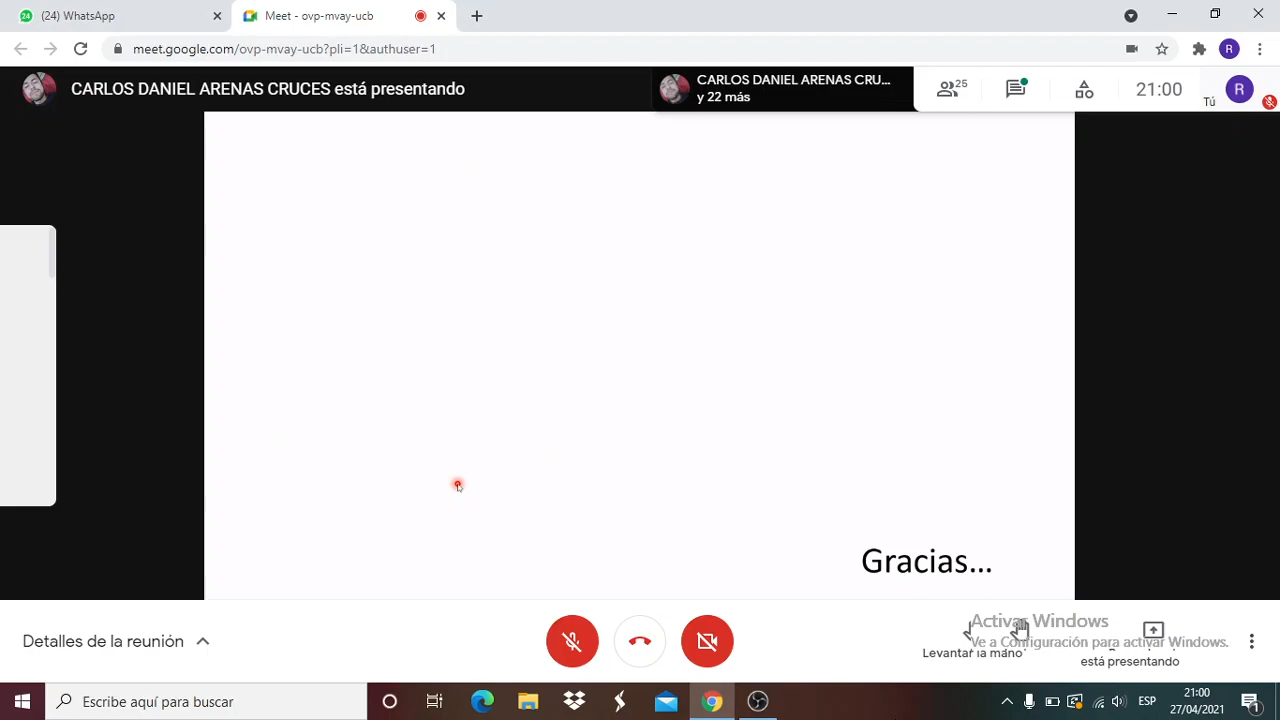 (24) WhatsApp
Meet - ovp-mvay-ucb
meet.google.com/ovp-mvay-ucb?pli=1&authuser=1
R
CARLOS DANIEL ARENAS CRUCES está presentando
CARLOS DANIEL ARENAS CRU...
y 22 más
25
21:00
Tú
R
Gracias...
Detalles de la reunión
Activar Windows
Ve a Configuración para activar Windows.
Levantar la mano
está presentando
Escribe aquí para buscar
ESP
21:00
27/04/2021
1